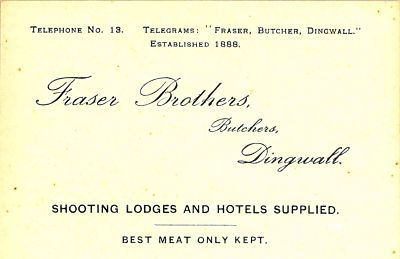 Telephone No. 13. Telegrams: "Fraser, Butcher, Dingwall."
Established 1888.
Fraser Brothers,
Butchers,
Dingwall.
SHOOTING LODGES AND HOTELS SUPPLIED.
BEST MEAT ONLY KEPT.